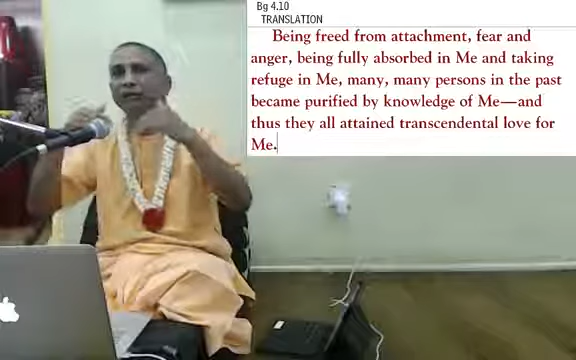 Bg 4.10
TRANSLATION
Being freed from attachment, fear and
anger, being fully absorbed in Me and taking
refuge in Me, many, many persons in the past
became purified by knowledge of Me—and
thus they all attained transcendental love for
Me.